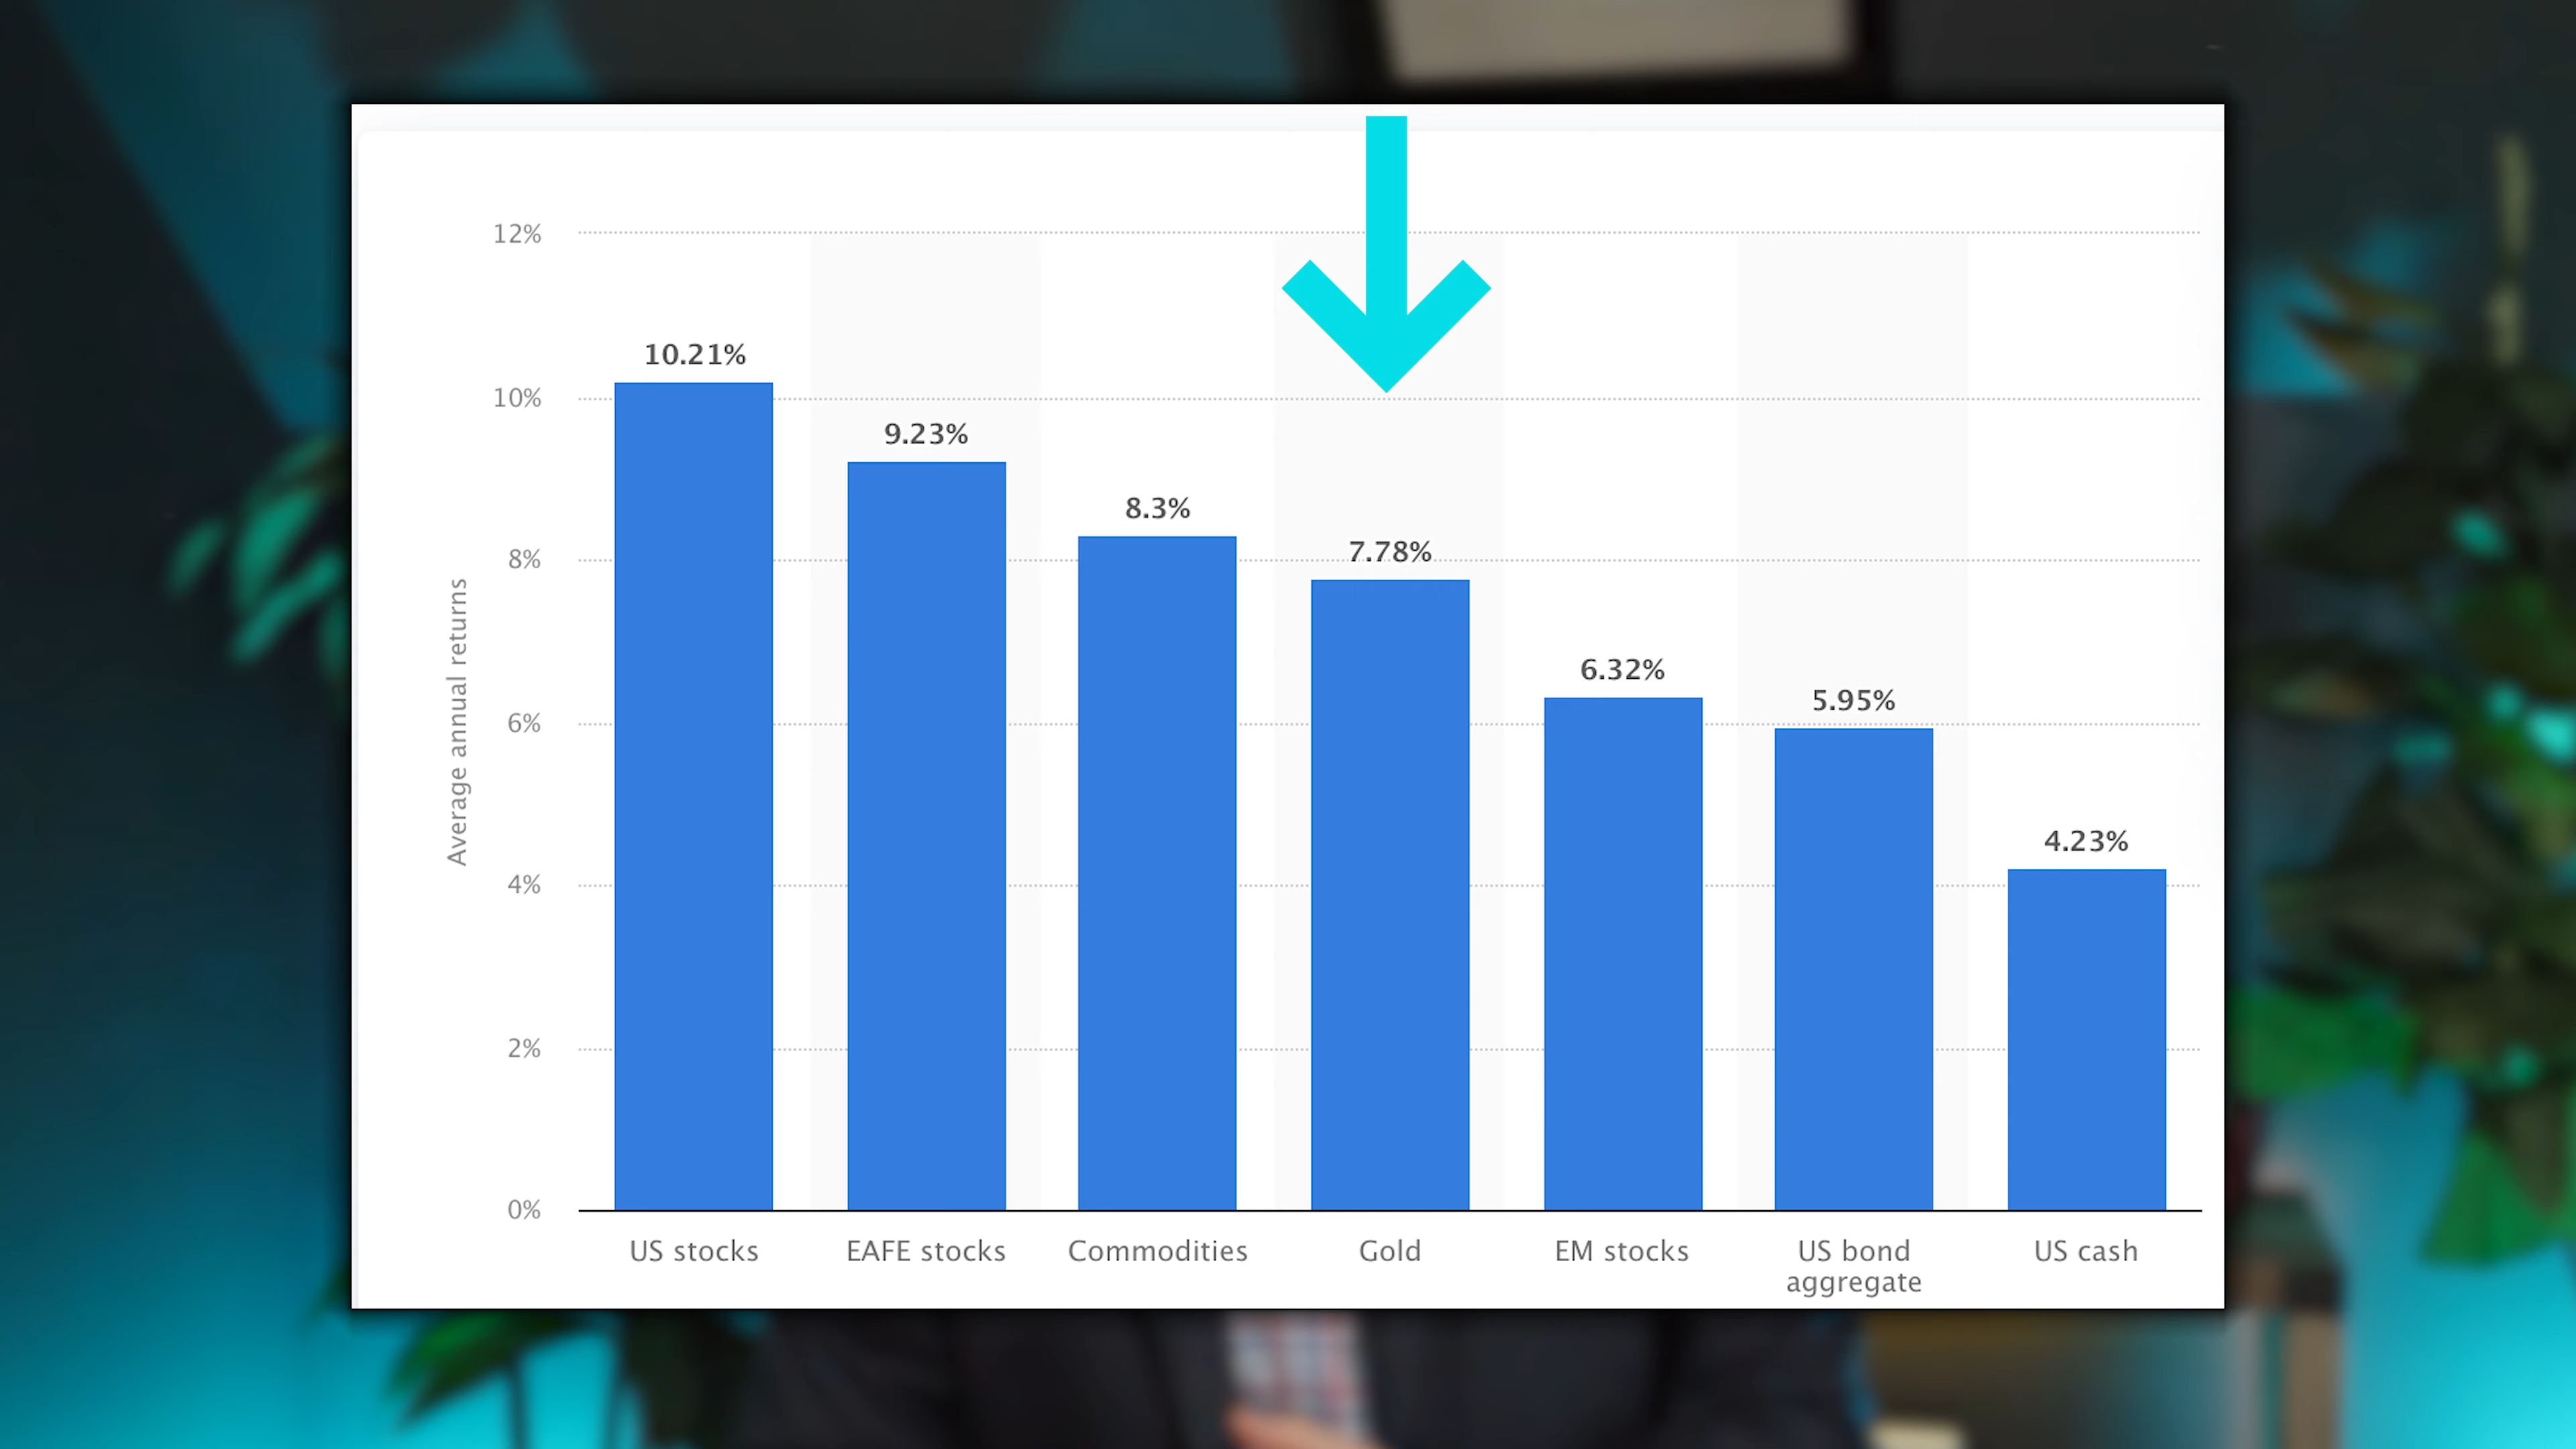 12%
10%
8%
6%
4%
2%
0%
Average annual returns
10.21%
9.23%
8.3%
7.78%
6.32%
5.95%
4.23%
US stocks
EAFE stocks
Commodities
Gold
EM stocks
US bond
aggregate
US cash